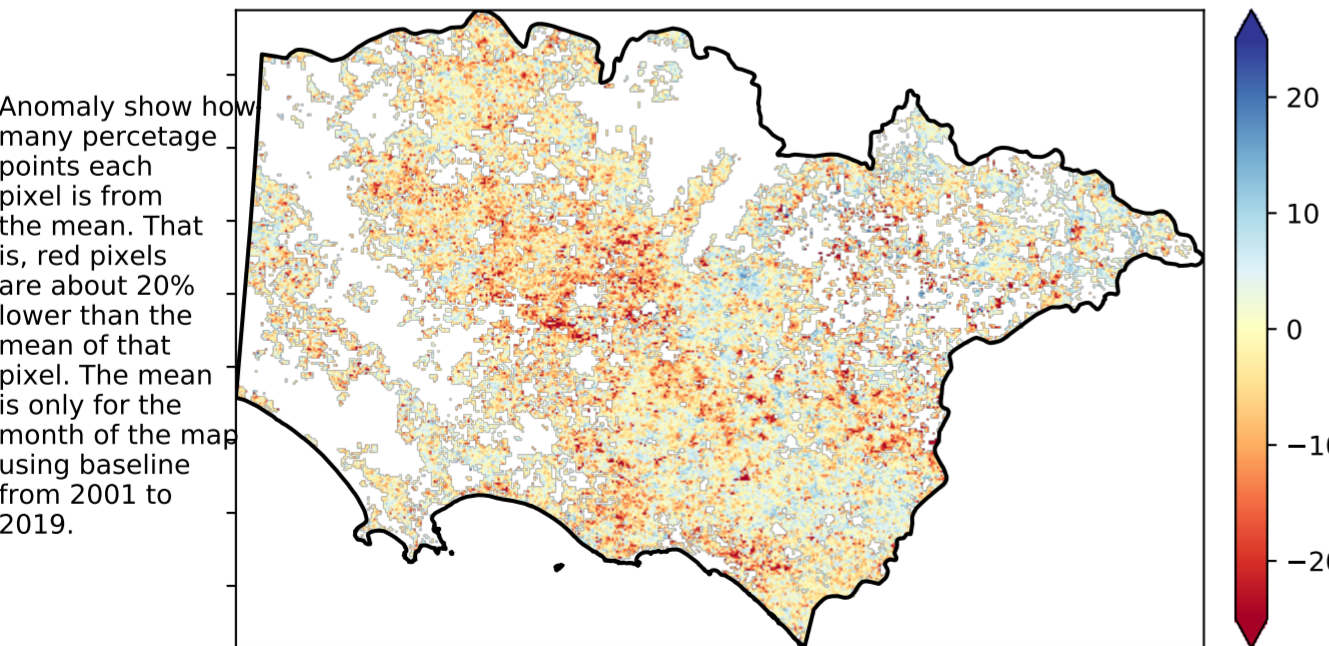 Anomaly show how
many percetage
points each
pixel is from
the mean. That
is, red pixels
are about 20%
lower than the
mean of that
pixel. The mean
is only for the
month of the map
using baseline
from 2001 to
2019.
20
10
0
−10
−20